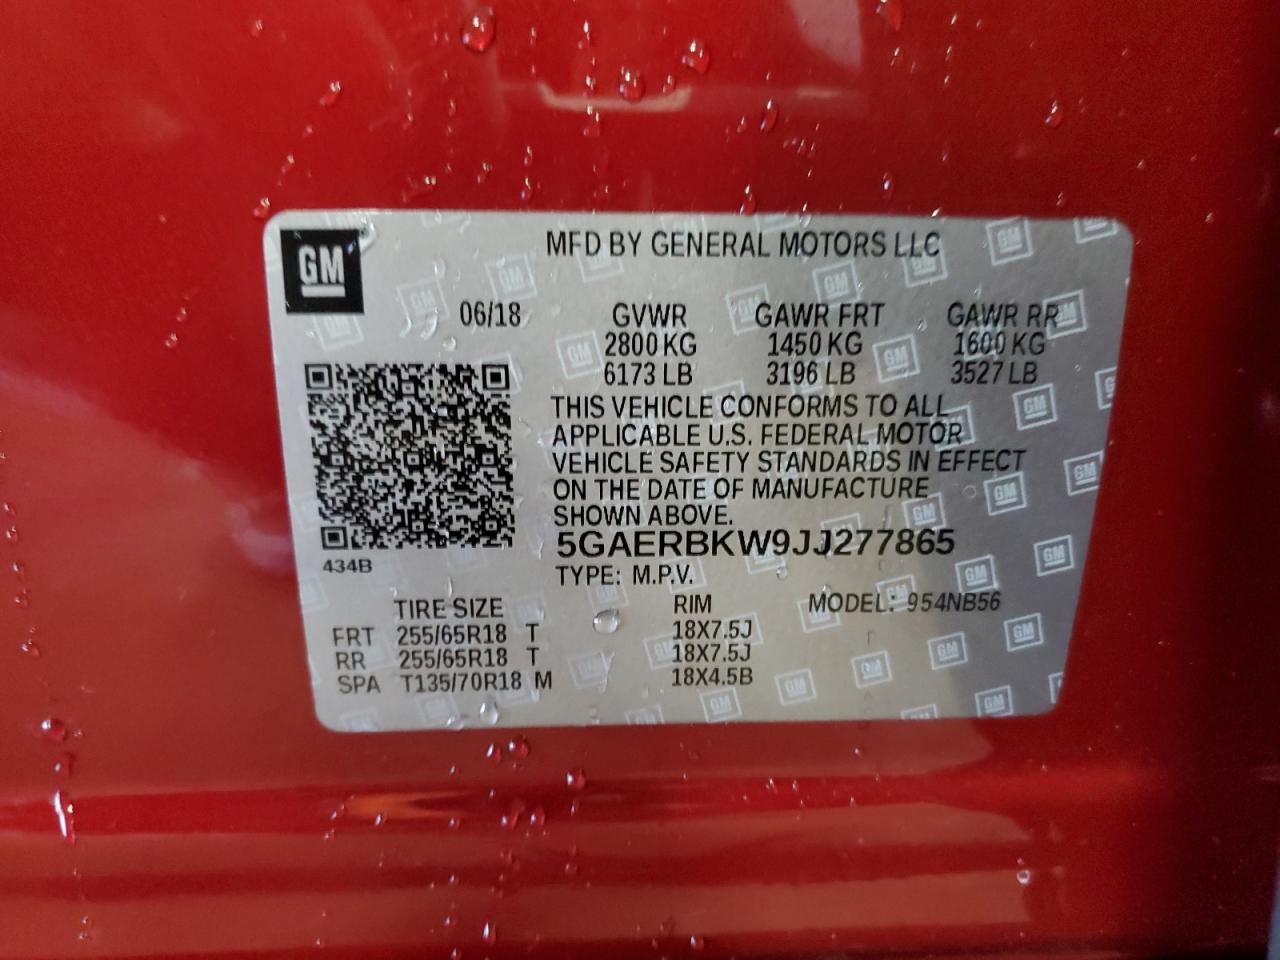 GM
MFD BY GENERAL MOTORS LLC
06/18 GVWR GAWR FRT GAWR RR
2800 KG 1450 KG 1600 KG
6173 LB 3196 LB 3527 LB
THIS VEHICLE CONFORMS TO ALL
APPLICABLE U.S. FEDERAL MOTOR
VEHICLE SAFETY STANDARDS IN EFFECT
ON THE DATE OF MANUFACTURE
SHOWN ABOVE.
5GAERBKW9JJ277865
434B
TYPE: M.P.V.
TIRE SIZE RIM MODEL: 954NB56
FRT 255/65R18 T 18X7.5J
RR 255/65R18 T 18X7.5J
SPA T135/70R18 M 18X4.5B